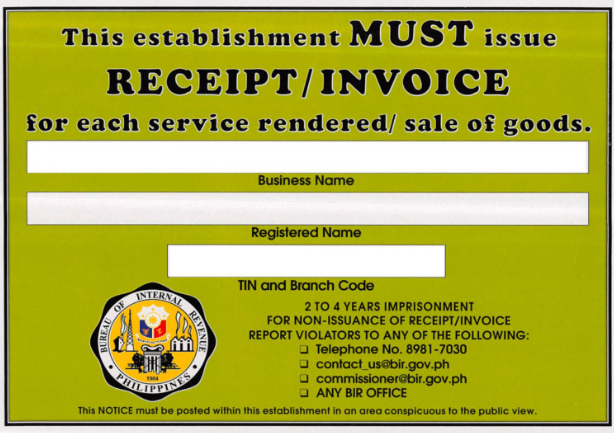 This establishment MUST issue
RECEIPT/INVOICE
for each service rendered/ sale of goods.
Business Name
Registered Name
TIN and Branch Code
BUREAU OF INTERNAL REVENUE
1904
PHILIPPINES
2 TO 4 YEARS IMPRISONMENT
FOR NON-ISSUANCE OF RECEIPT/INVOICE
REPORT VIOLATORS TO ANY OF THE FOLLOWING:
❑ Telephone No. 8981-7030
❑ contact_us@bir.gov.ph
❑ commissioner@bir.gov.ph
❑ ANY BIR OFFICE
This NOTICE must be posted within this establishment in an area conspicuous to the public view.